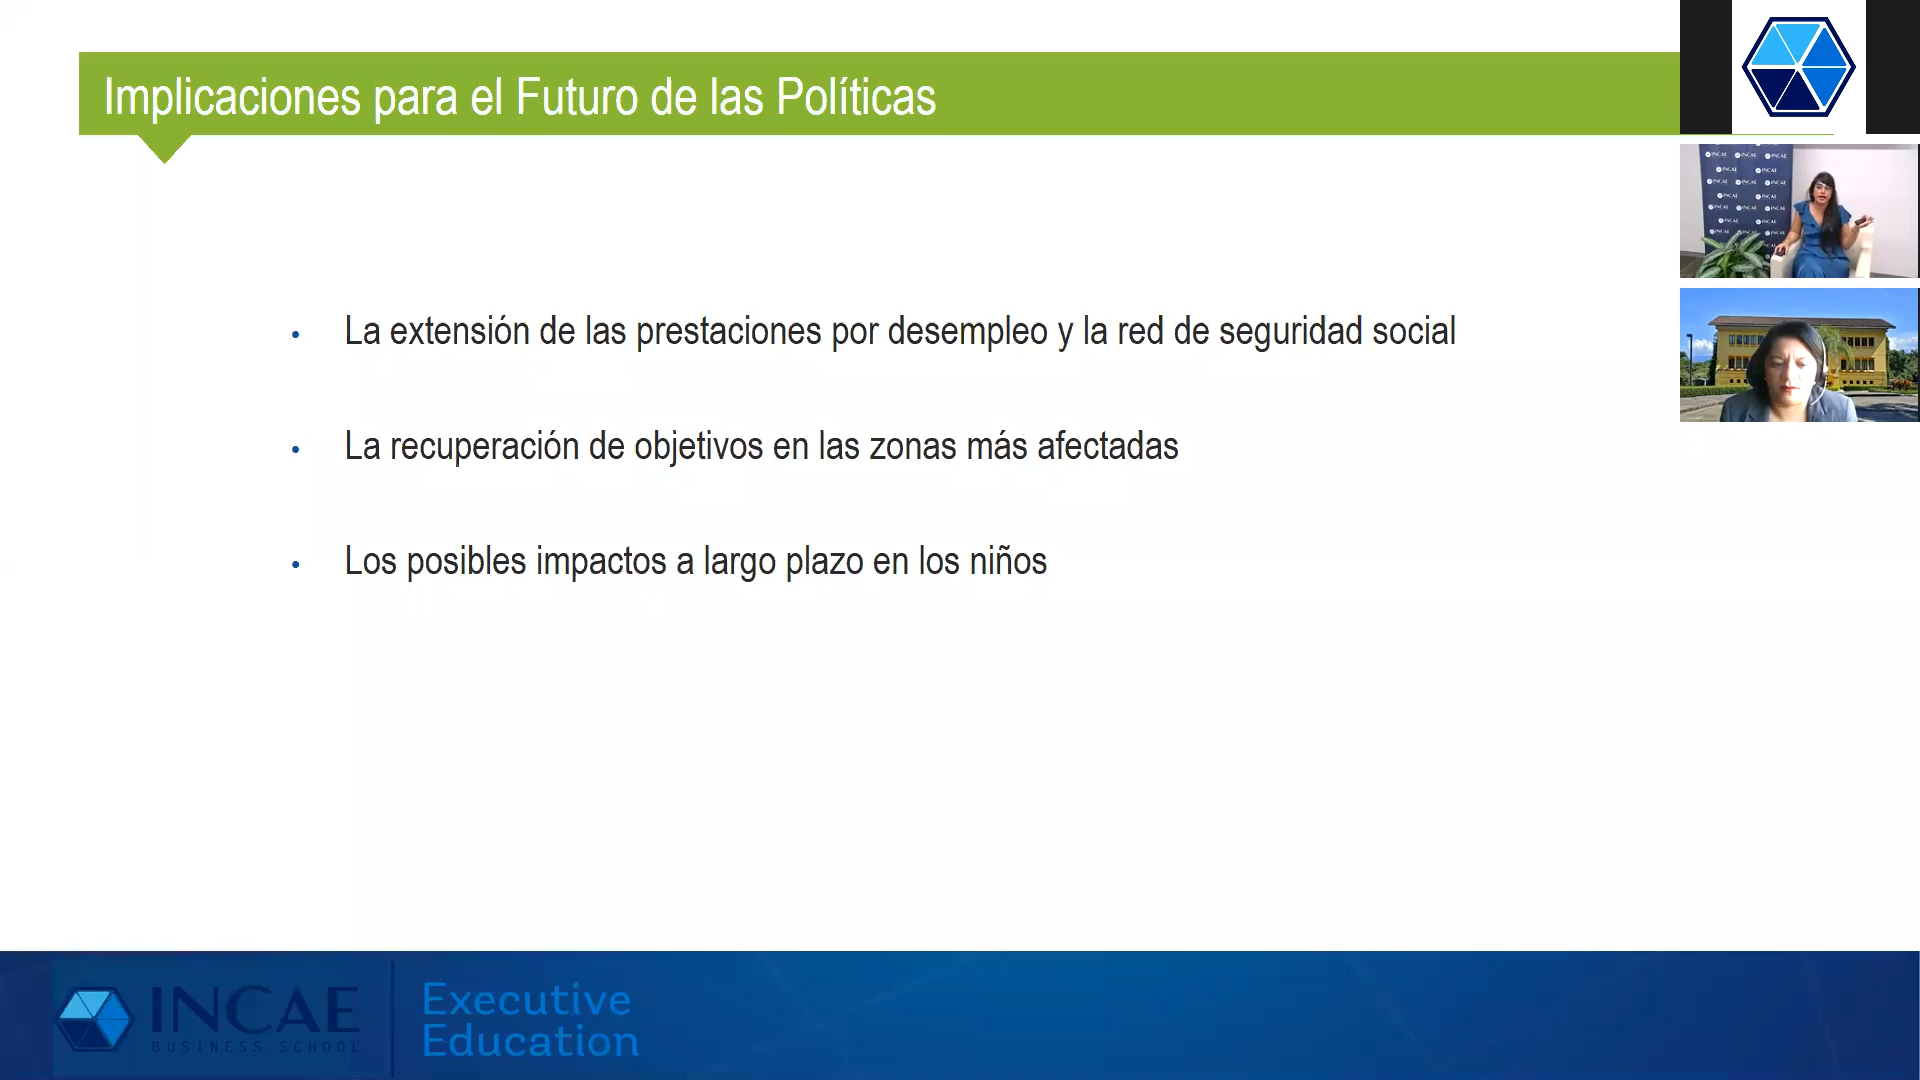 Implicaciones para el Futuro de las Políticas
• La extensión de las prestaciones por desempleo y la red de seguridad social
• La recuperación de objetivos en las zonas más afectadas
• Los posibles impactos a largo plazo en los niños
INCAE
BUSINESS SCHOOL
Executive
Education